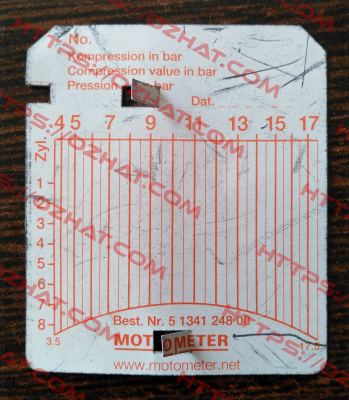 No.
Kompression in bar
Compression value in bar
Pression bar
Dat.
4 5 7 9 11 13 15 17
Zyl.
1
2
3
4
5
6
7
8
3.5
17.5
Best. Nr. 5 1341 248 00
MOTOMETER
www.motometer.net
HTTPS://OZHAT.COM